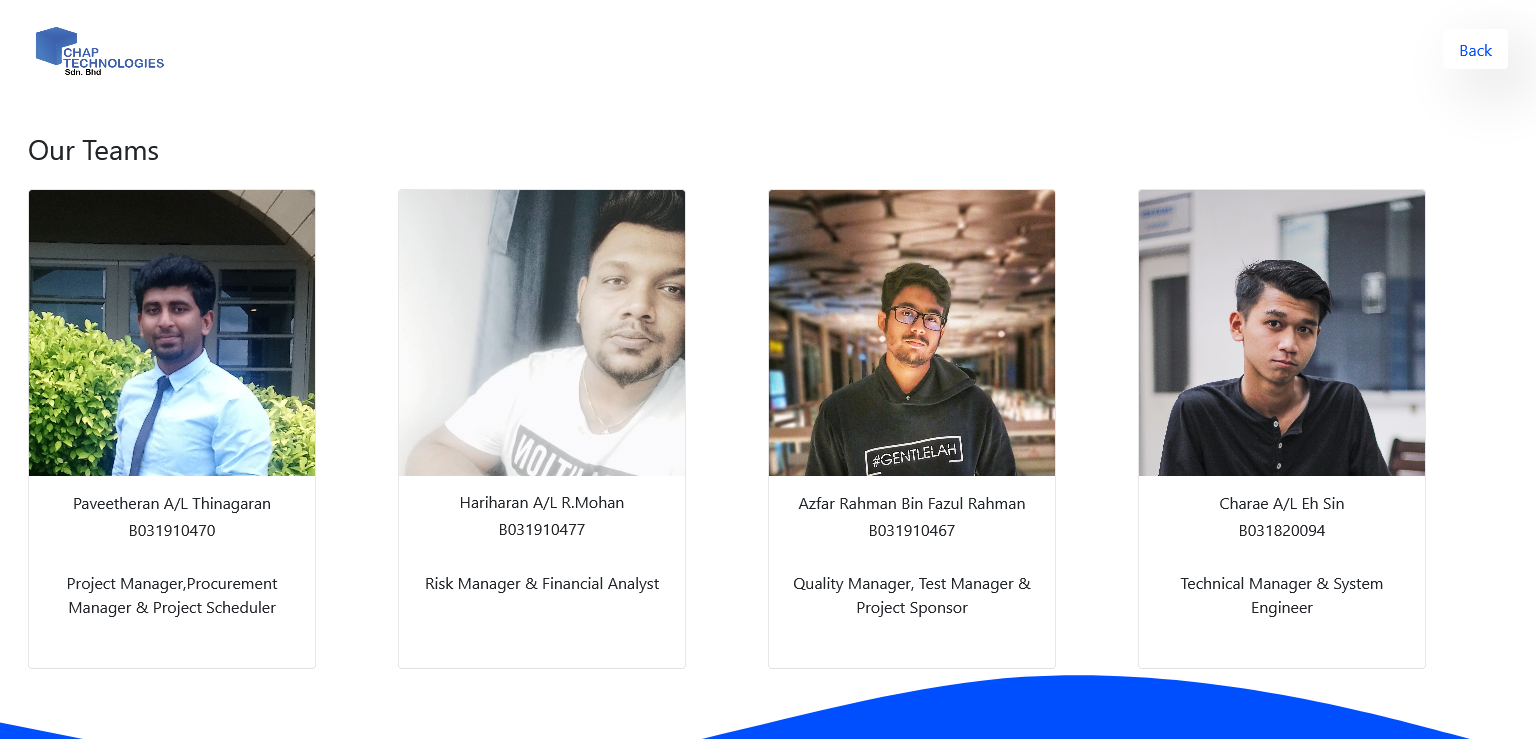 CHAP
TECHNOLOGIES
Sdn. Bhd
Back
Our Teams
Paveetheran A/L Thinagaran
B031910470
Project Manager,Procurement
Manager & Project Scheduler
Hariharan A/L R.Mohan
B031910477
Risk Manager & Financial Analyst
#GENTLELAH
Azfar Rahman Bin Fazul Rahman
B031910467
Quality Manager, Test Manager &
Project Sponsor
Charae A/L Eh Sin
B031820094
Technical Manager & System
Engineer